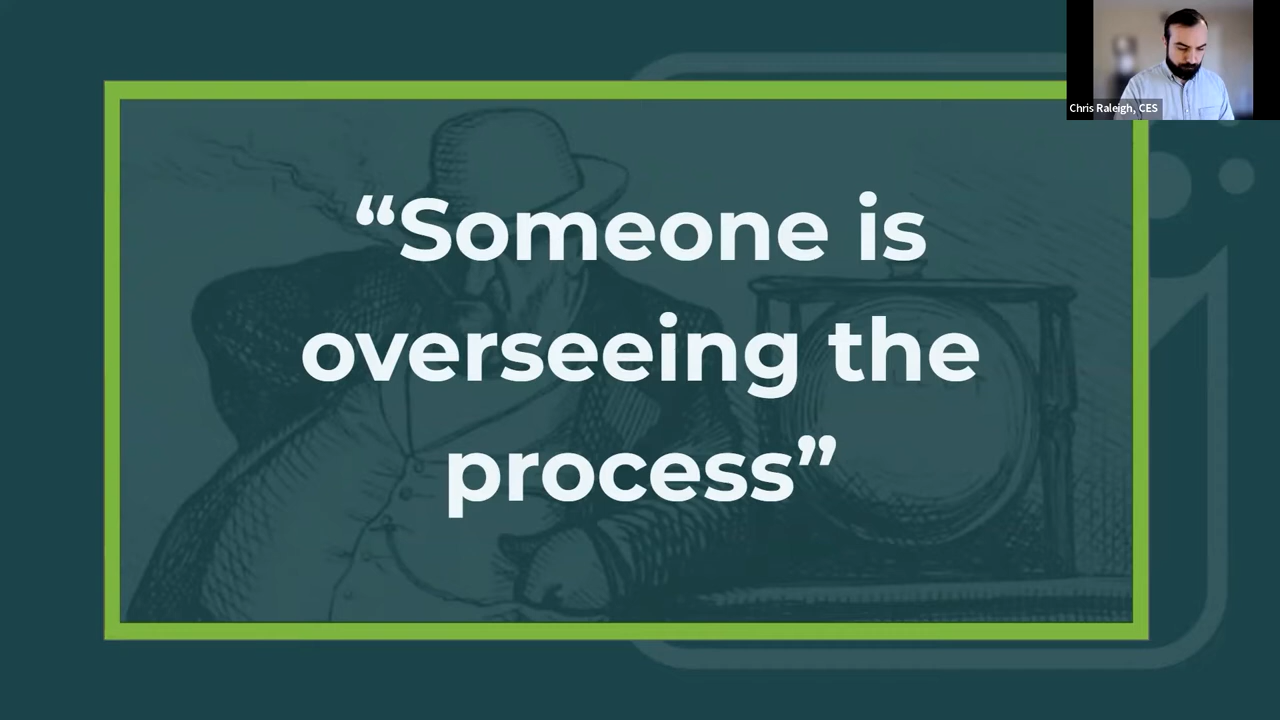 Chris Raleigh, CES
“Someone is
overseeing the
process”